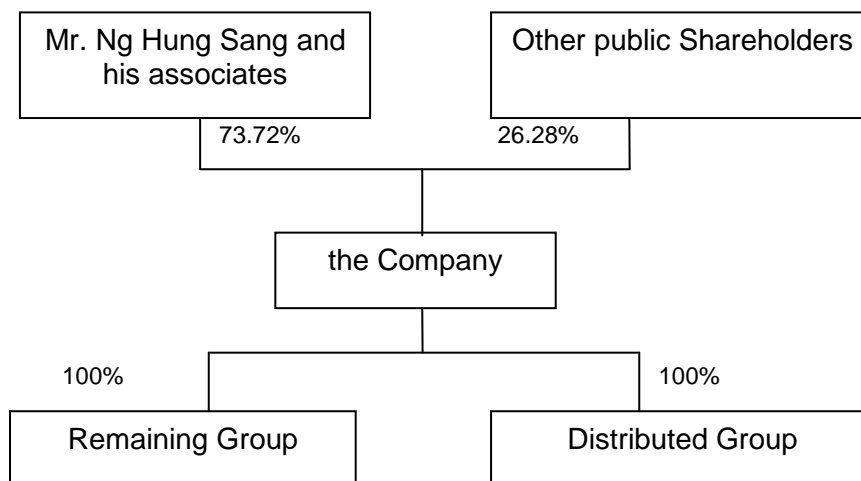 Mr. Ng Hung Sang and
his associates
Other public Shareholders
73.72%
26.28%
the Company
100%
100%
Remaining Group
Distributed Group